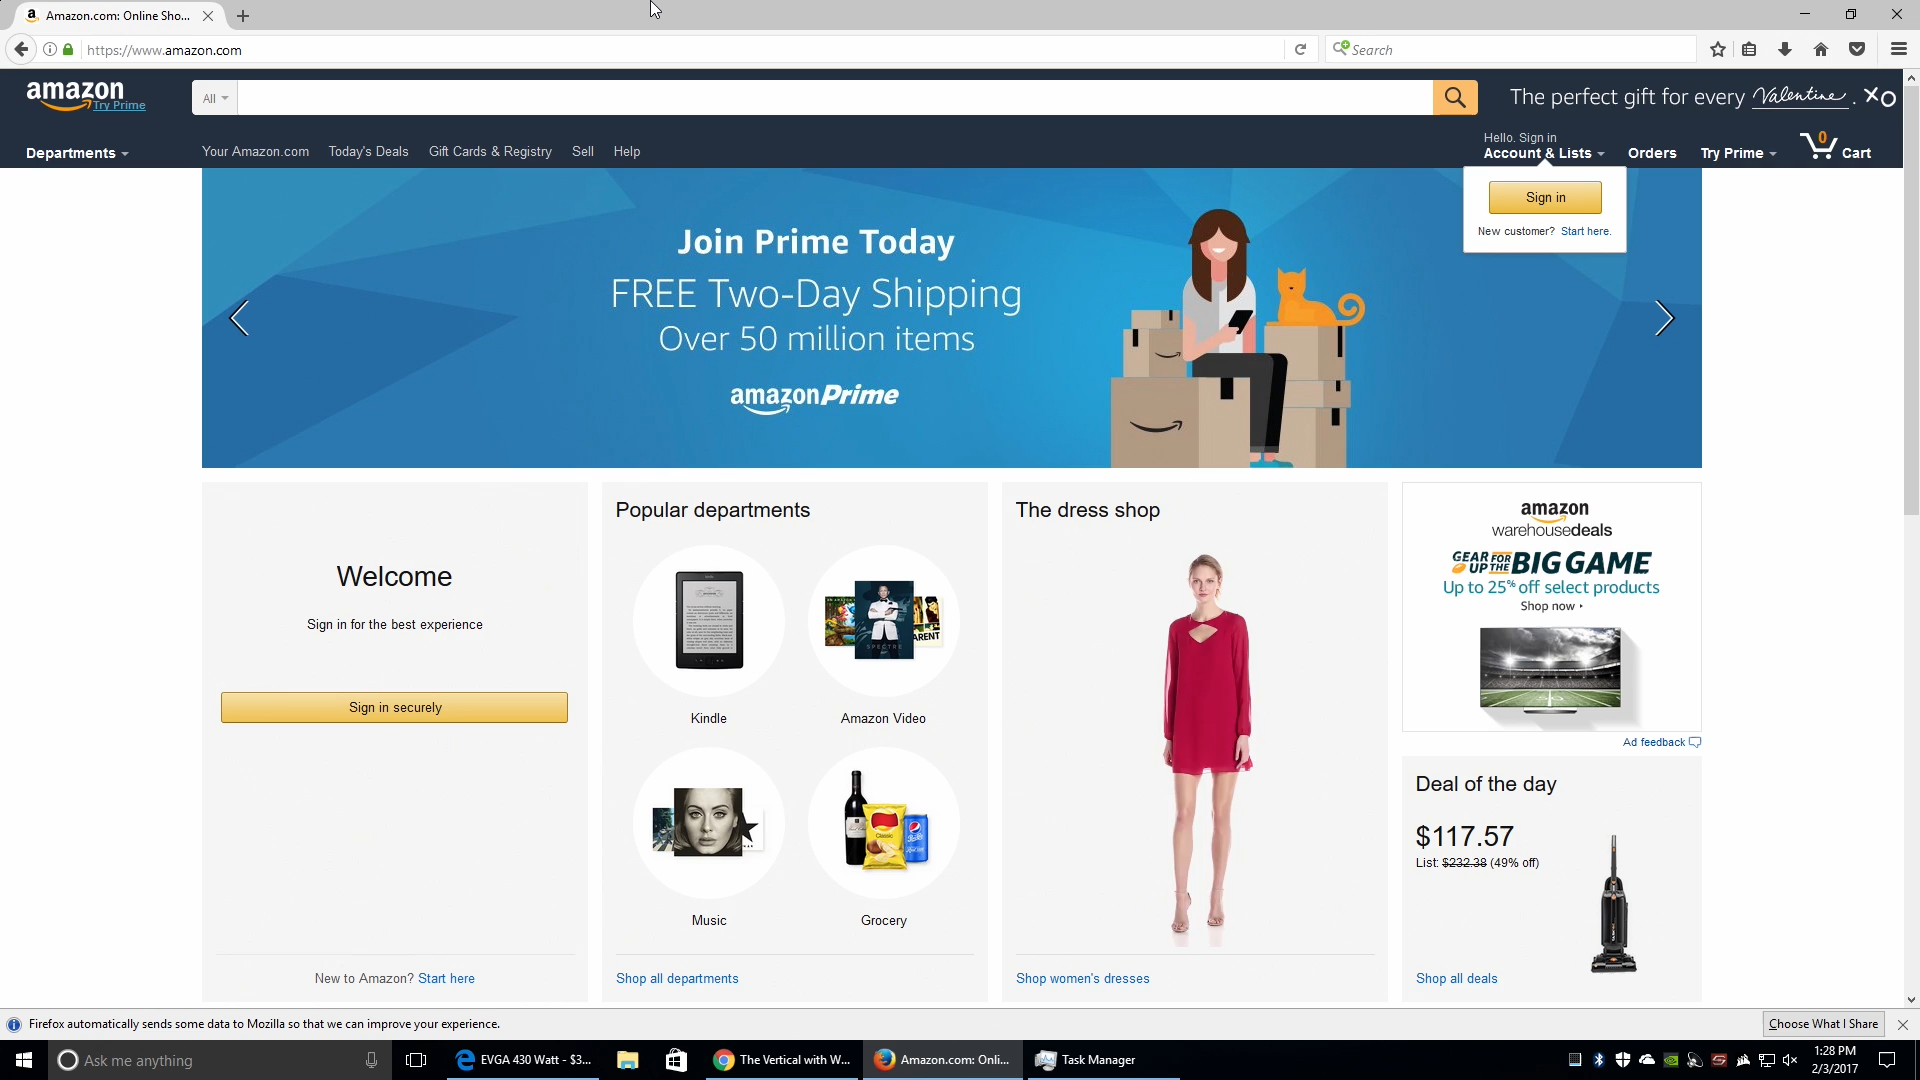 Amazon.com: Online Sho...
https://www.amazon.com
Search
amazon
Try Prime
All
The perfect gift for every Valentine. XO
Departments
Your Amazon.com
Today's Deals
Gift Cards & Registry
Sell
Help
Hello. Sign in
Account & Lists
Orders
Try Prime
0
Cart
Sign in
New customer? Start here.
Join Prime Today
FREE Two-Day Shipping
Over 50 million items
amazonPrime
Welcome
Sign in for the best experience
Sign in securely
New to Amazon? Start here
Popular departments
SPECTRE
Kindle
Amazon Video
Music
Grocery
Shop all departments
The dress shop
Shop women's dresses
amazon
warehousedeals
GEAR UP FOR THE BIG GAME
Up to 25% off select products
Shop now
Ad feedback
Deal of the day
$117.57
List: $232.38 (49% off)
Shop all deals
Firefox automatically sends some data to Mozilla so that we can improve your experience.
Choose What I Share
Ask me anything
EVGA 430 Watt - $3...
The Vertical with W...
Amazon.com: Onli...
Task Manager
1:28 PM
2/3/2017